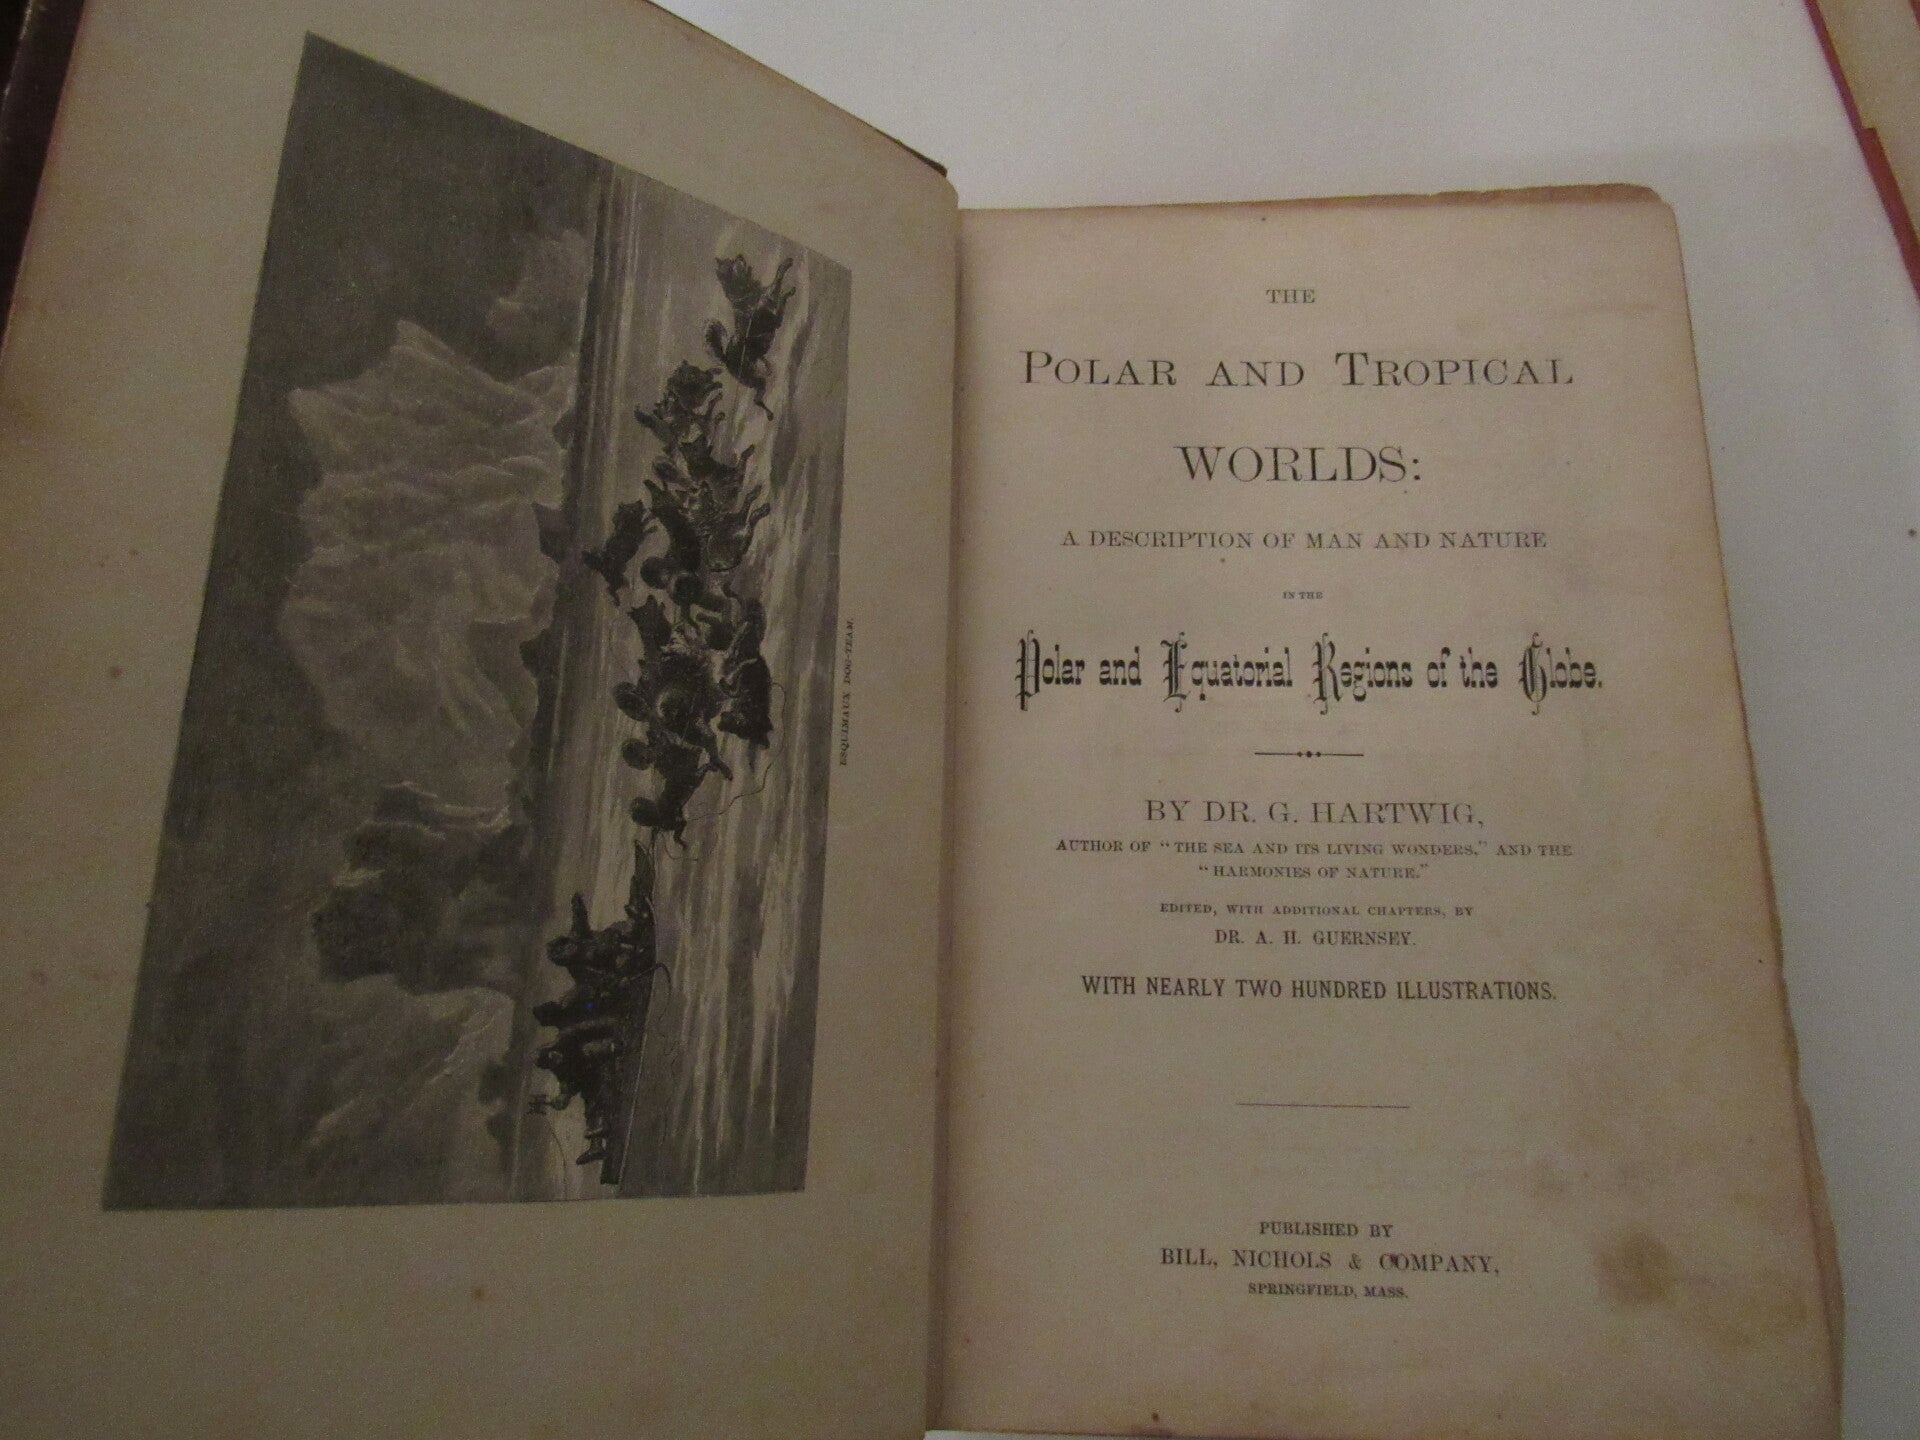 ESQUIMAUX DOG-TEAM.
THE
POLAR AND TROPICAL
WORLDS:
A DESCRIPTION OF MAN AND NATURE
IN THE
Polar and Equatorial Regions of the Globe.
BY DR. G. HARTWIG,
AUTHOR OF "THE SEA AND ITS LIVING WONDERS," AND THE
"HARMONIES OF NATURE."
EDITED, WITH ADDITIONAL CHAPTERS, BY
DR. A. H. GUERNSEY.
WITH NEARLY TWO HUNDRED ILLUSTRATIONS.
PUBLISHED BY
BILL, NICHOLS & COMPANY,
SPRINGFIELD, MASS.